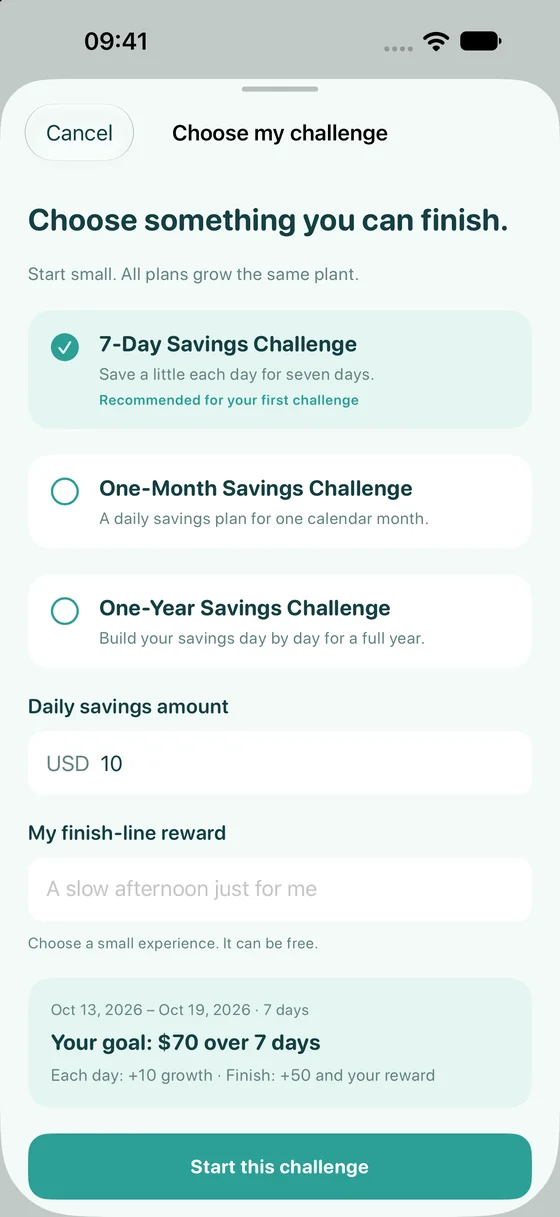 09:41
Cancel
Choose my challenge
Choose something you can finish.
Start small. All plans grow the same plant.
7-Day Savings Challenge
Save a little each day for seven days.
Recommended for your first challenge
One-Month Savings Challenge
A daily savings plan for one calendar month.
One-Year Savings Challenge
Build your savings day by day for a full year.
Daily savings amount
USD 10
My finish-line reward
A slow afternoon just for me
Choose a small experience. It can be free.
Oct 13, 2026 – Oct 19, 2026 · 7 days
Your goal: $70 over 7 days
Each day: +10 growth · Finish: +50 and your reward
Start this challenge